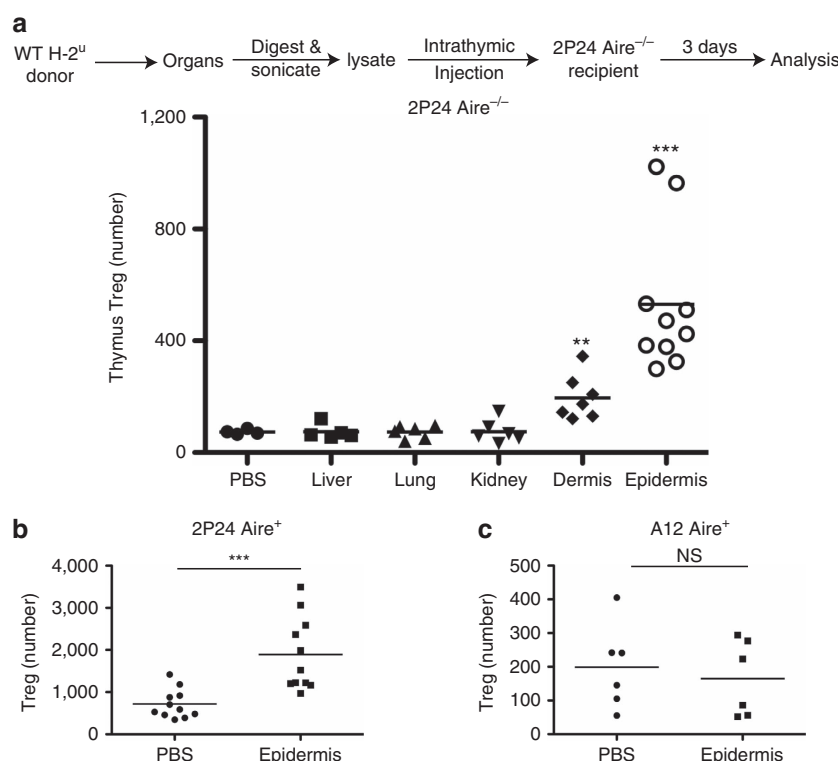 a
WT H-2ᵘ donor → Organs → Digest & sonicate → lysate → Intrathymic Injection → 2P24 Aire⁻/⁻ recipient → 3 days → Analysis
2P24 Aire⁻/⁻
Thymus Treg (number)
1,200
800
400
0
***
**
PBS Liver Lung Kidney Dermis Epidermis
b
2P24 Aire⁺
Treg (number)
4,000
3,000
2,000
1,000
0
***
PBS Epidermis
c
A12 Aire⁺
Treg (number)
500
400
300
200
100
0
NS
PBS Epidermis